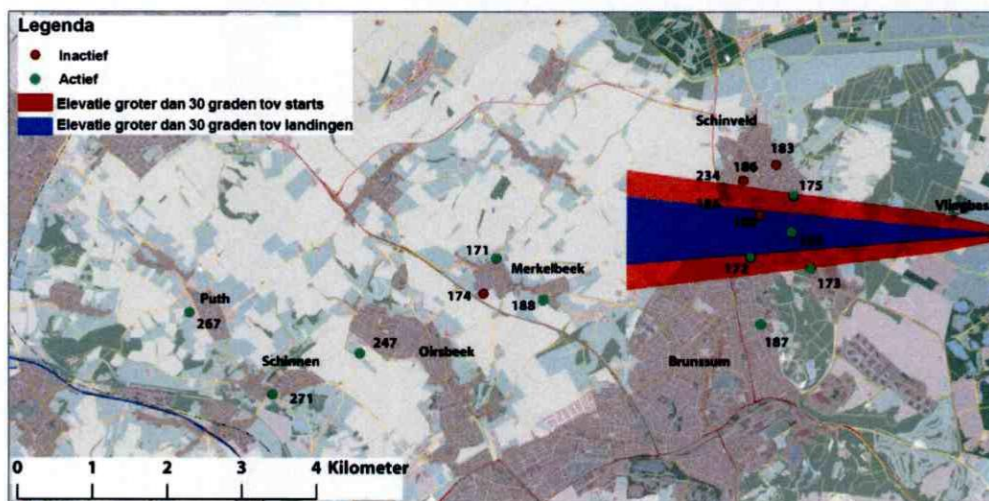 Legenda
Inactief
Actief
Elevatie groter dan 30 graden tov starts
Elevatie groter dan 30 graden tov landingen
Schinveld
183
186
234
175
Vlingbes
171
Merkelbeek
172
173
174
188
Puth
267
247
Oirsbeek
187
Schinnen
Brunssum
271
0 1 2 3 4 Kilometer